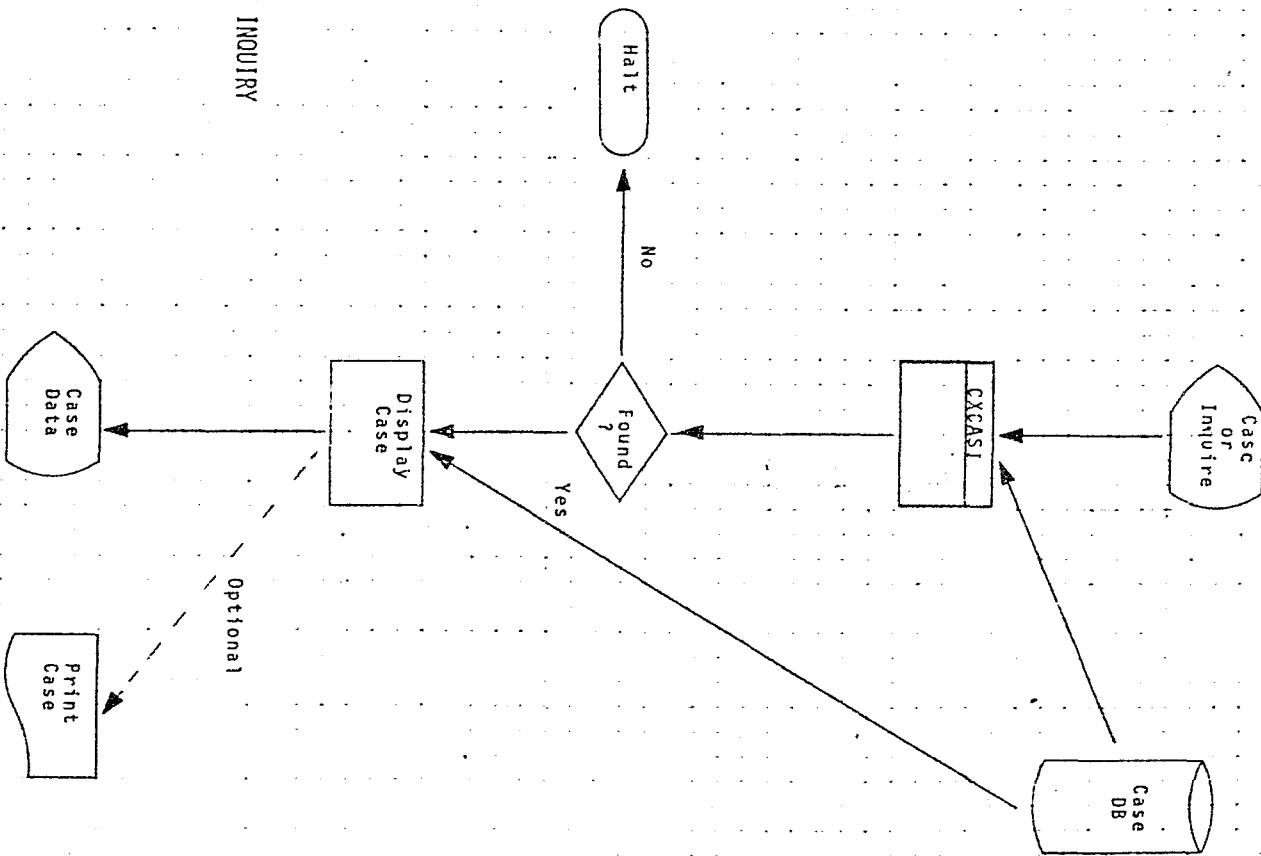 Case
or
Inquire
Case
DB
CXCASI
Halt
No
Found
?
Yes
Display
Case
Optional
INQUIRY
Case
Data
Print
Case